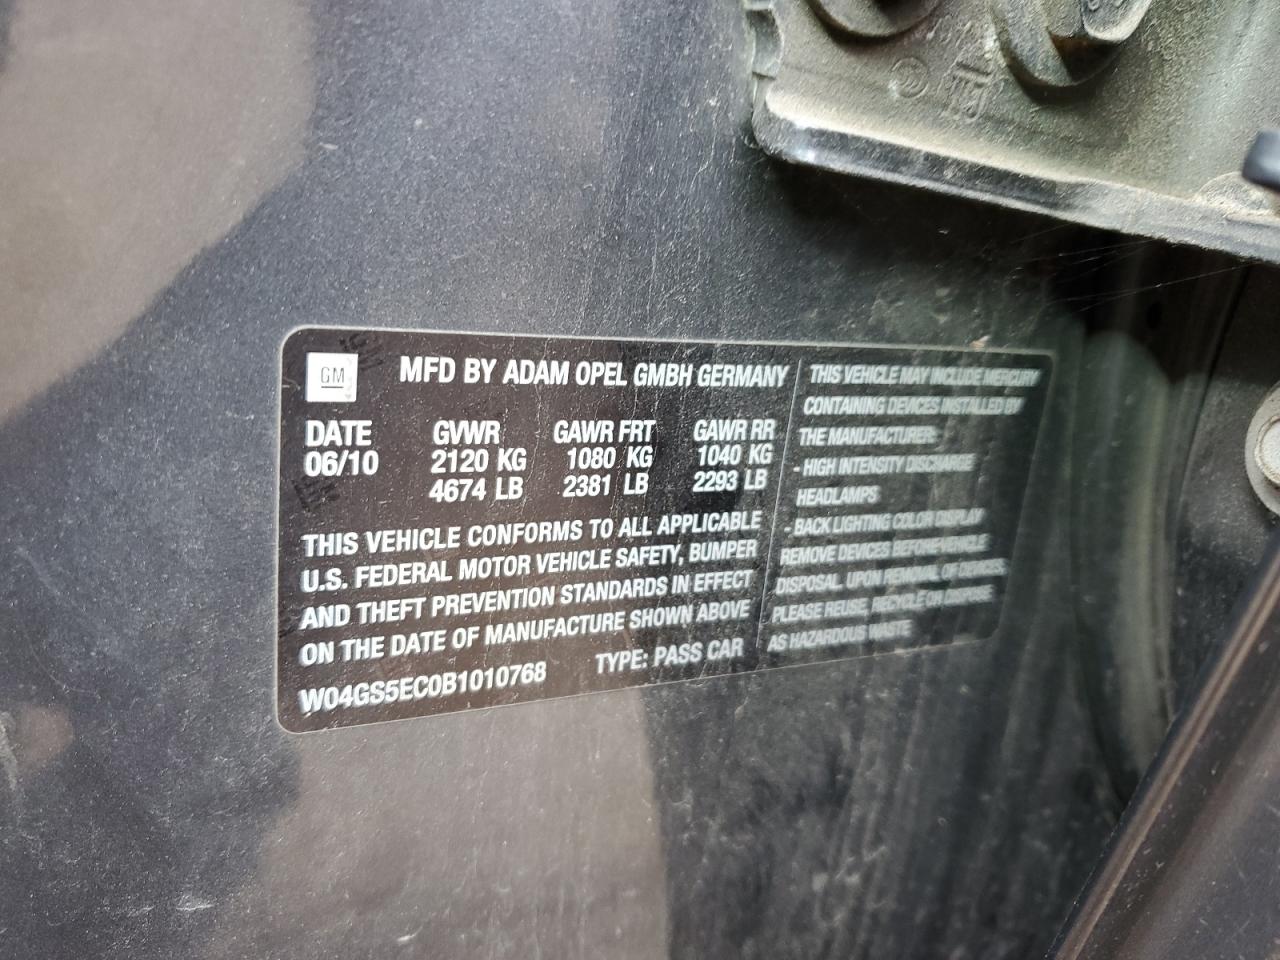 GM
MFD BY ADAM OPEL GMBH GERMANY
DATE GVWR GAWR FRT GAWR RR
06/10 2120 KG 1080 KG 1040 KG
4674 LB 2381 LB 2293 LB
THIS VEHICLE CONFORMS TO ALL APPLICABLE
U.S. FEDERAL MOTOR VEHICLE SAFETY, BUMPER
AND THEFT PREVENTION STANDARDS IN EFFECT
ON THE DATE OF MANUFACTURE SHOWN ABOVE
W04GS5EC0B1010768 TYPE: PASS CAR
THIS VEHICLE MAY INCLUDE MERCURY
CONTAINING DEVICES INSTALLED BY
THE MANUFACTURER:
- HIGH INTENSITY DISCHARGE
HEADLAMPS
- BACK LIGHTING COLOR DISPLAY
REMOVE DEVICES BEFORE VEHICLE
DISPOSAL. UPON REMOVAL OF DEVICES
PLEASE REUSE, RECYCLE OR DISPOSE
AS HAZARDOUS WASTE